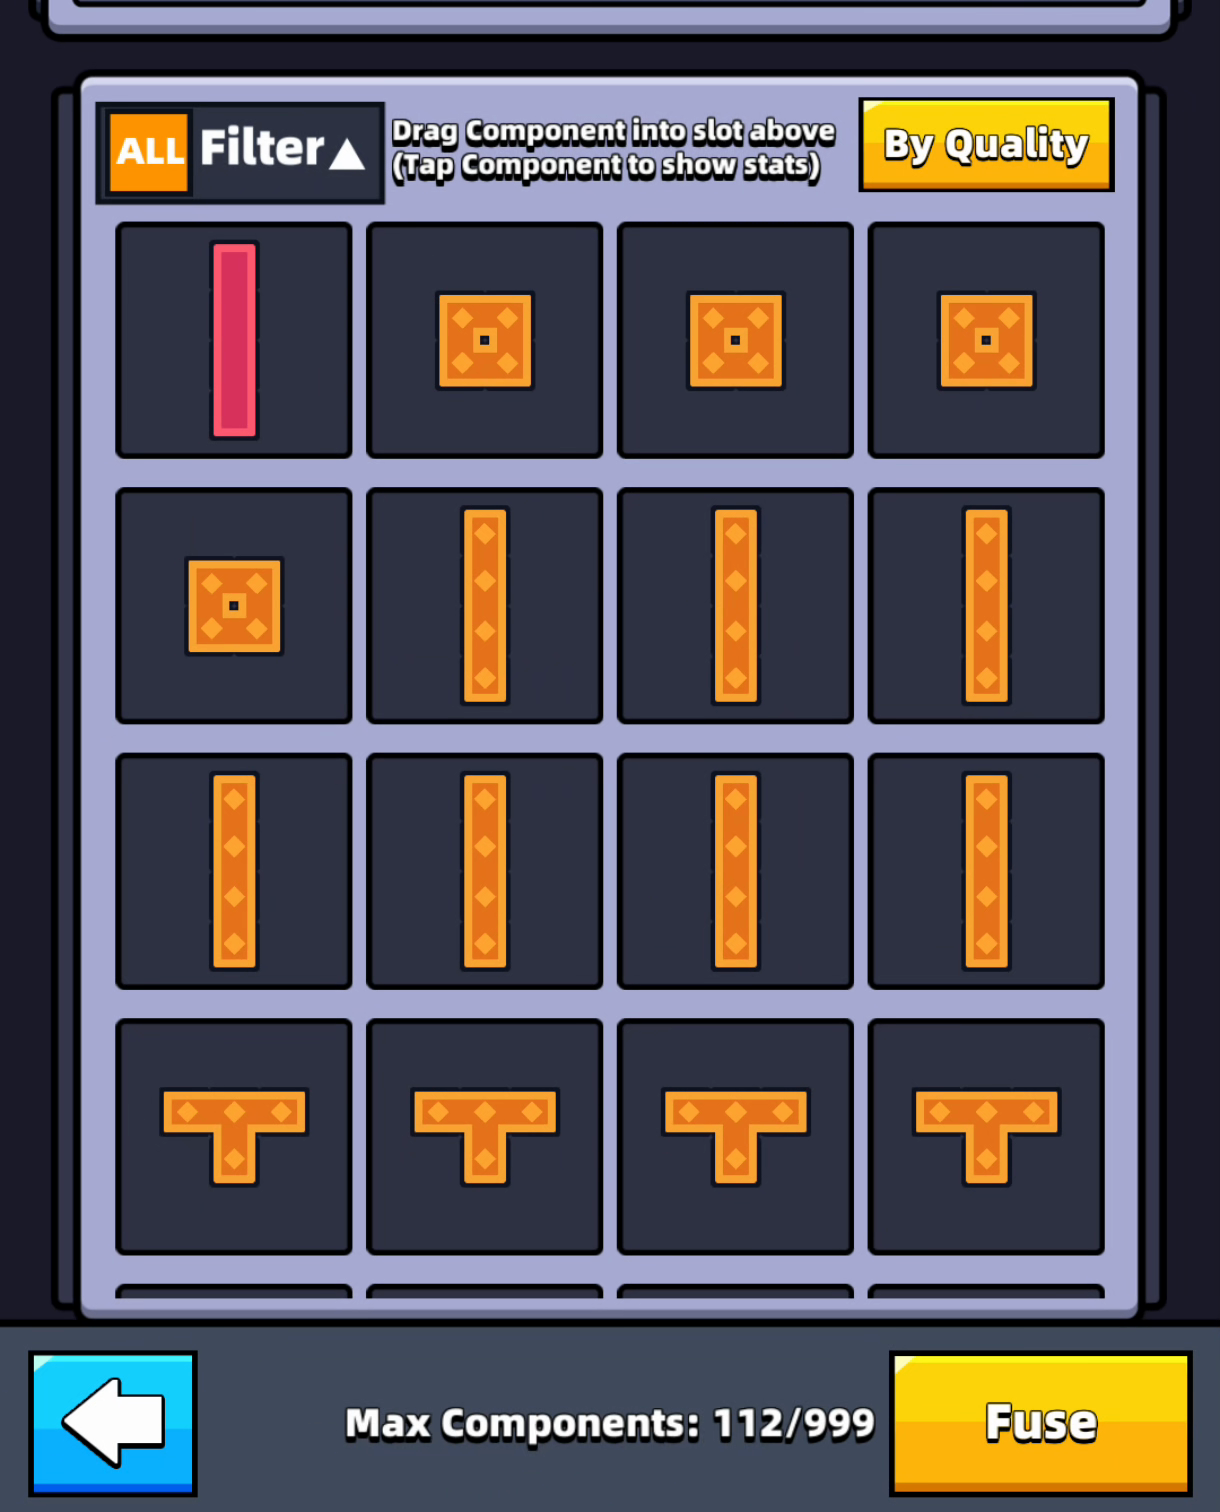 ALL Filter
Drag Component into slot above
(Tap Component to show stats)
By Quality
Max Components: 112/999
Fuse